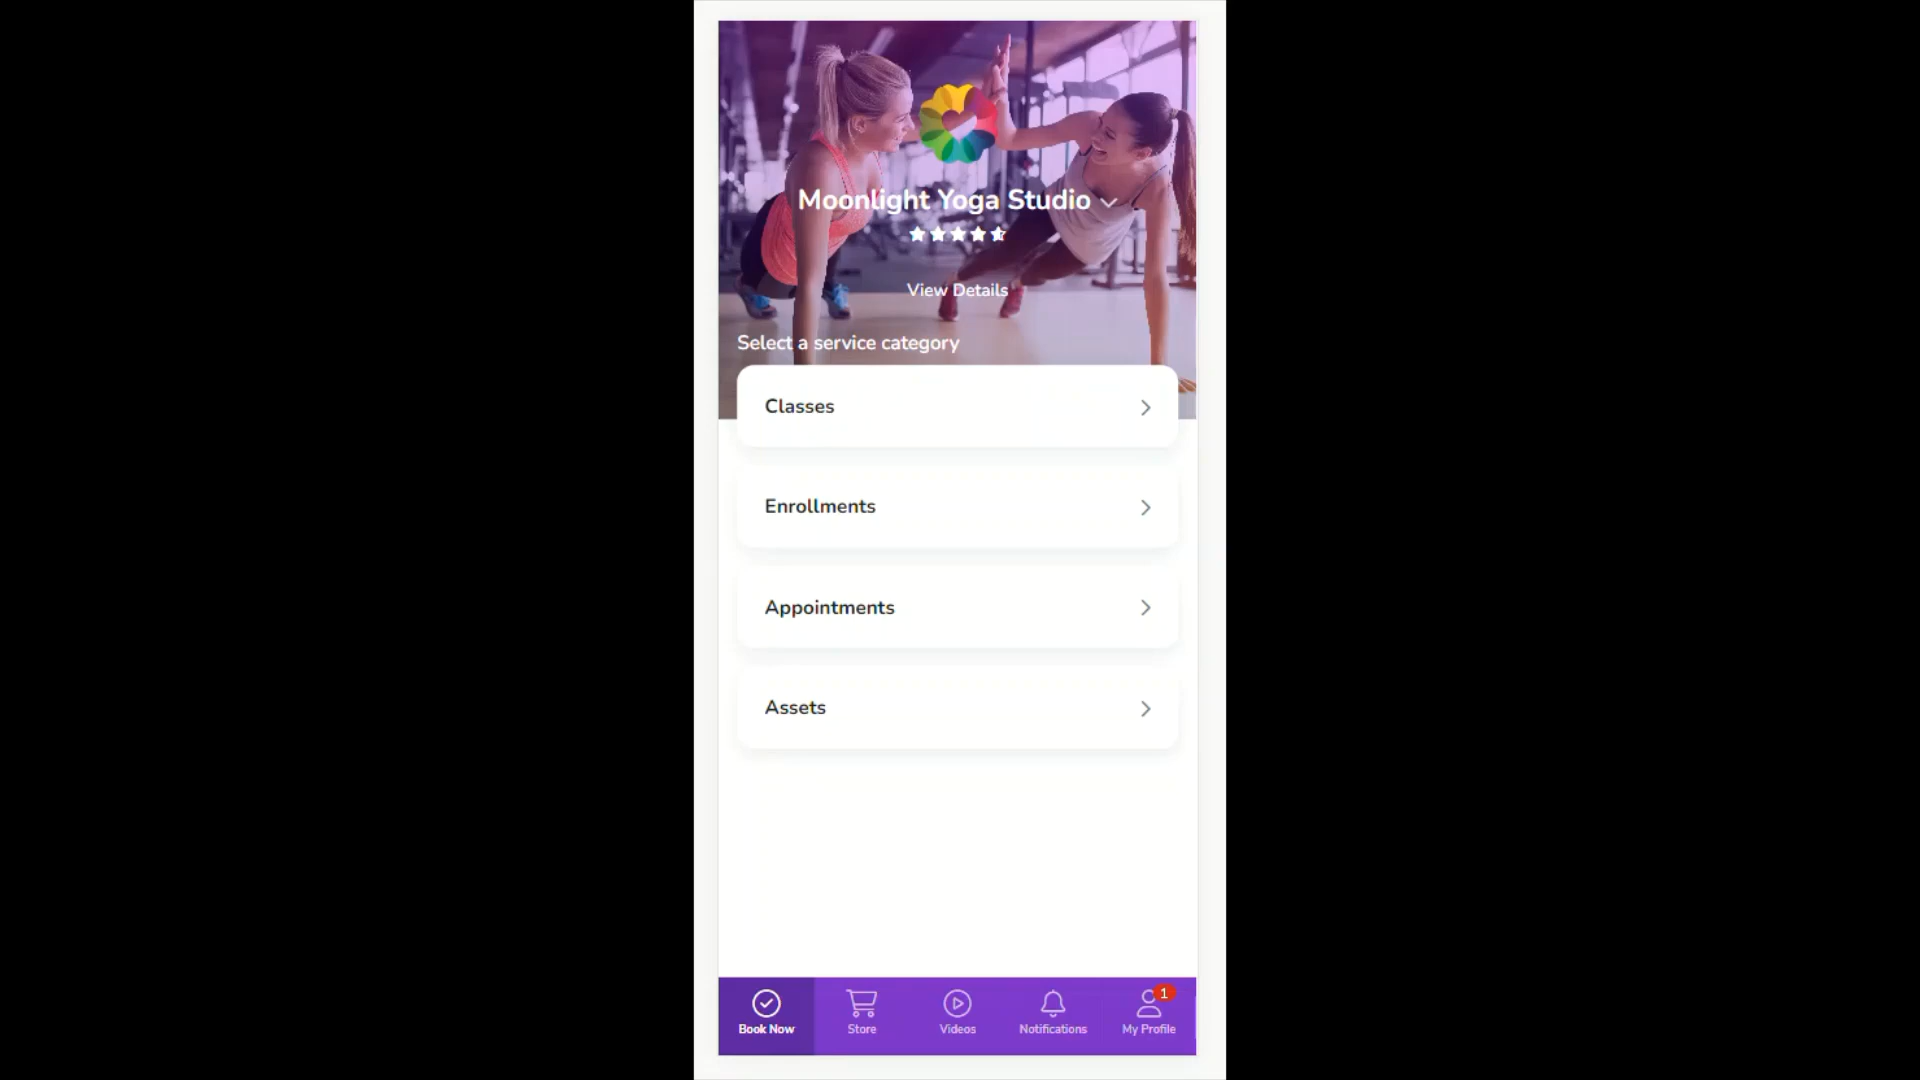 Moonlight Yoga Studio
View Details
Select a service category
Classes
Enrollments
Appointments
Assets
1
Book Now
Store
Videos
Notifications
My Profile